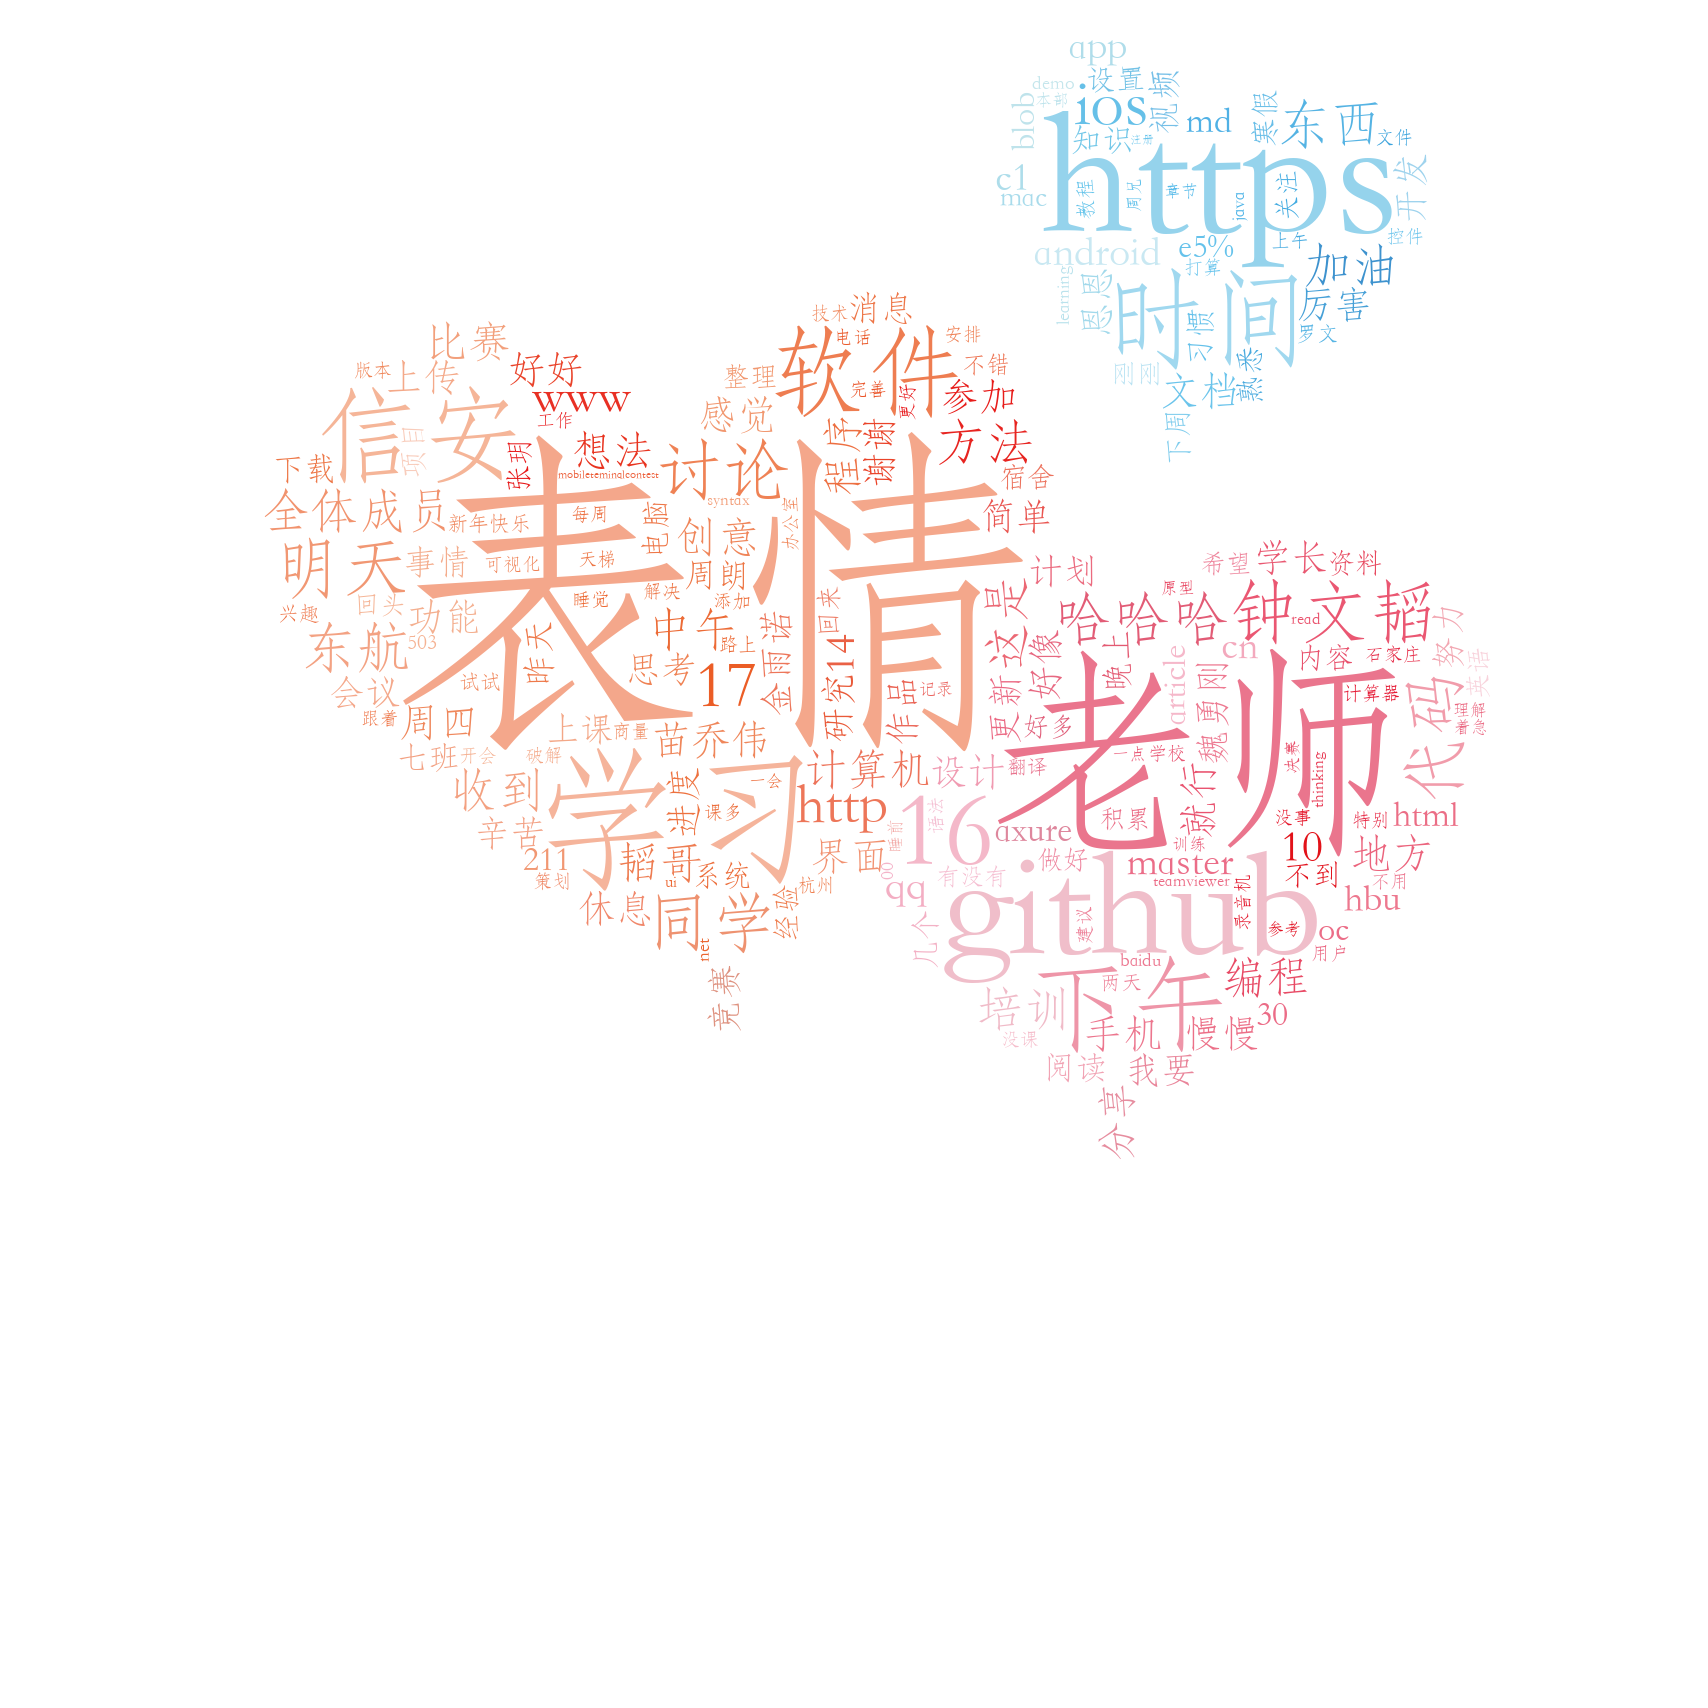 app
demo
设置
视频
本部
blob
ios
md
寒假
东西
文件
知识
注册
https
c1
mac
教程
周兄
章节
java
关注
开发
控件
android
e5%
上午
打算
加油
learning
恩恩
时间
厉害
习惯
罗文
刚刚
熟悉
文档
下周
技术
消息
比赛
版本
上传
好好
www
工作
信安
项目
软件
电话
安排
整理
不错
完善
更好
参加
感觉
程序
谢谢
方法
下载
张玥
想法
mobileteminalcontest
讨论
宿舍
全体成员
新年快乐
每周
syntax
办公室
电脑
创意
简单
表情
明天
事情
可视化
天梯
周朗
解决
添加
睡觉
兴趣
回头
功能
503
东航
昨天
中午
路上
金雨诺
回来
思考
17
研究
14
作品
记录
会议
试试
跟着
周四
上课
商量
苗乔伟
七班
开会
破解
学习
一会
计算机
设计
翻译
收到
进度
课多
http
辛苦
211
策划
韬哥
ui
系统
界面
杭州
休息
同学
经验
net
竞赛
计划
希望
学长
资料
原型
是
这
新
更
好像
哈哈哈
钟文韬
read
努力
cn
晚上
article
魏勇刚
内容
石家庄
英语
计算器
代码
理解
着急
好多
老师
一点
学校
决赛
thinking
就行
16
语法
睡前
00
axure
积累
没事
特别
html
训练
做好
master
10
地方
不到
不用
有没有
teamviewer
qq
github
录音机
hbu
几个
建议
参考
oc
用户
baidu
两天
编程
下午
培训
30
没课
手机
慢慢
阅读
我要
分享